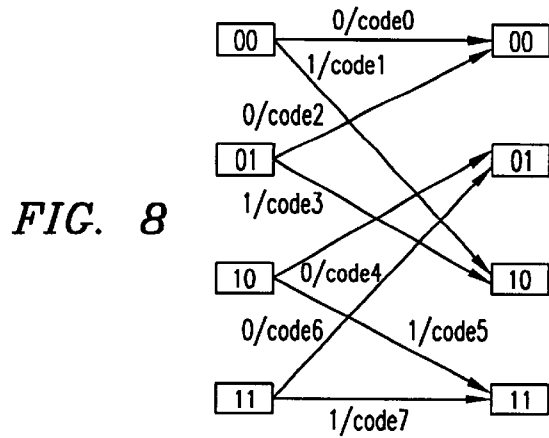 0/code0
00
00
1/code1
0/code2
01
01
FIG. 8
1/code3
10
0/code4
10
0/code6
1/code5
11
11
1/code7